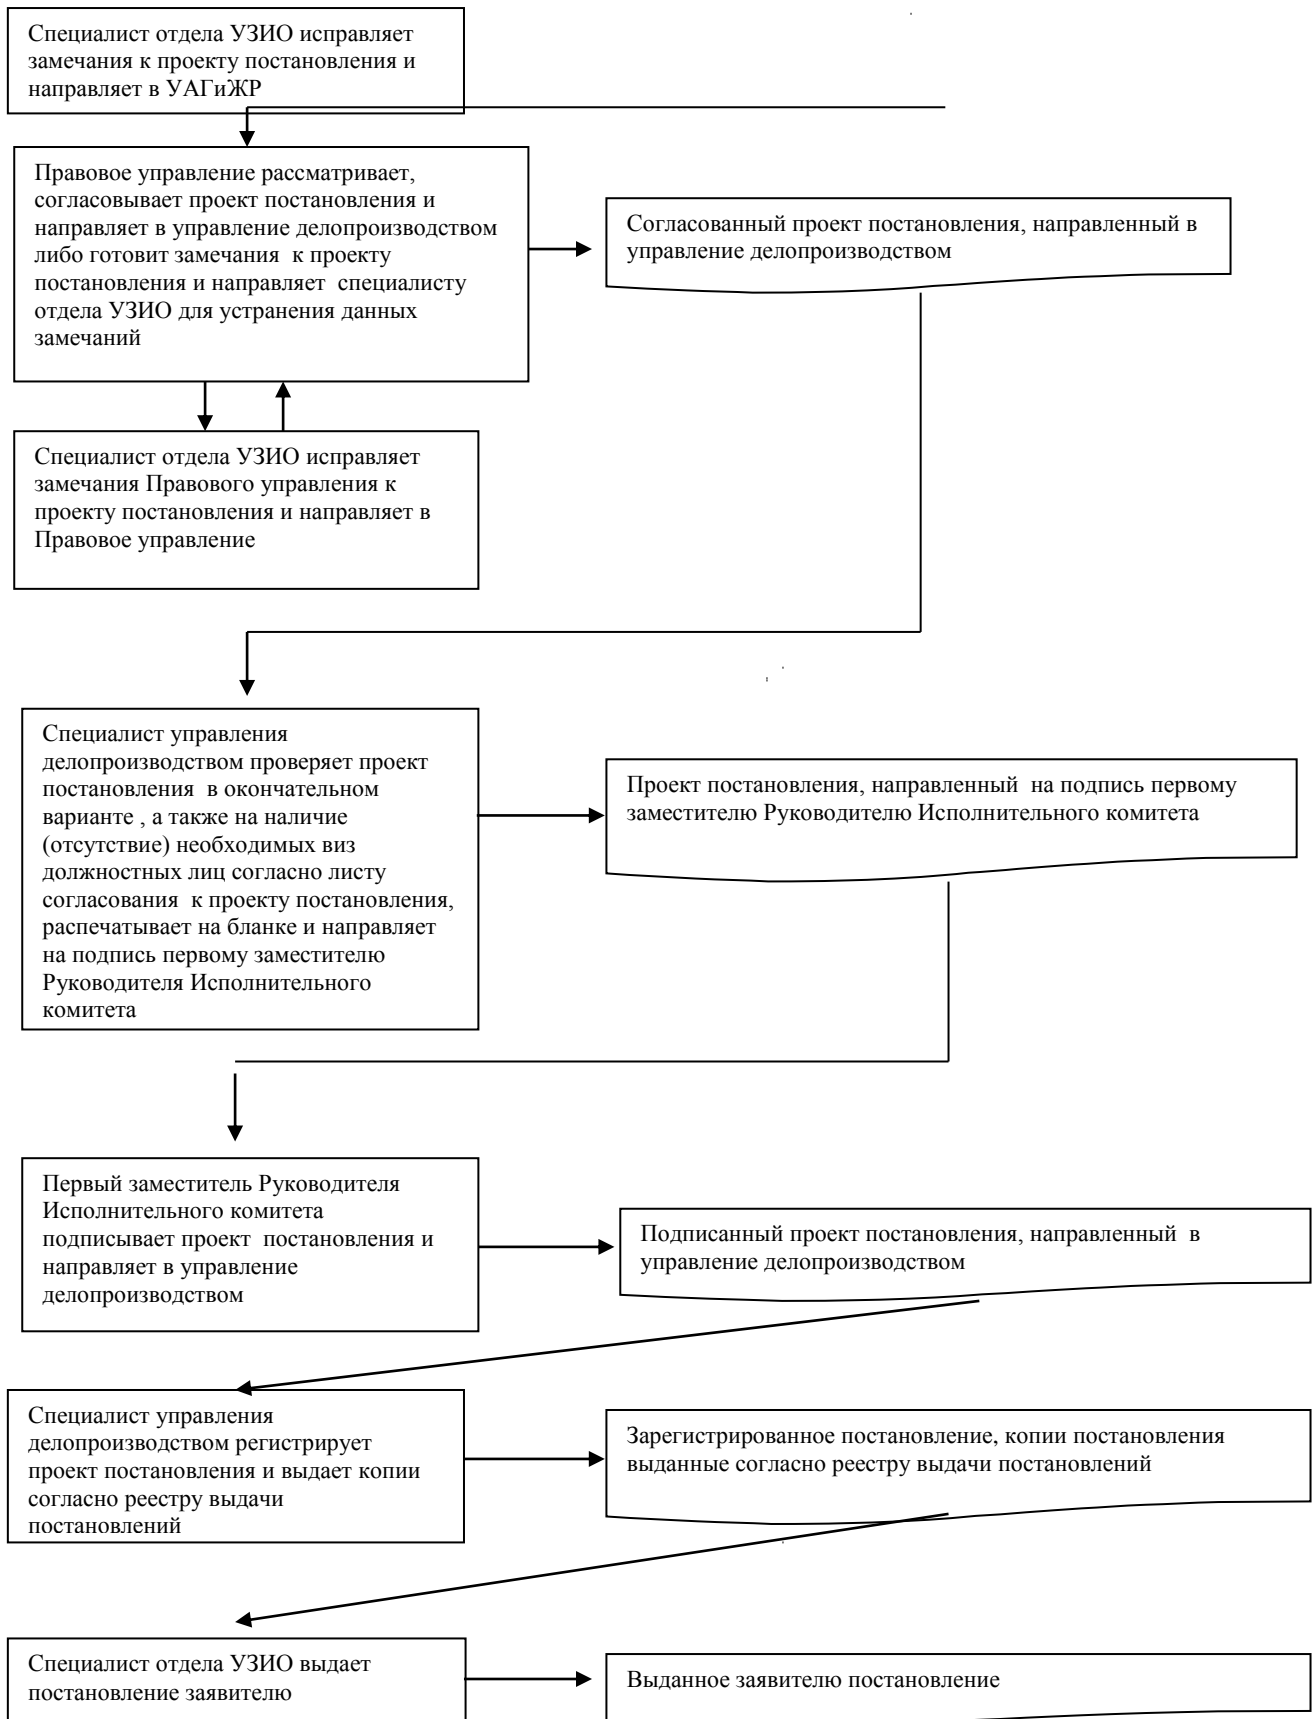 Специалист отдела УЗИО исправляет
замечания к проекту постановления и
направляет в УАГиЖР
Правовое управление рассматривает,
согласовывает проект постановления и
направляет в управление делопроизводством
либо готовит замечания к проекту
постановления и направляет специалисту
отдела УЗИО для устранения данных
замечаний
Согласованный проект постановления, направленный в
управление делопроизводством
Специалист отдела УЗИО исправляет
замечания Правового управления к
проекту постановления и направляет в
Правовое управление
Специалист управления
делопроизводством проверяет проект
постановления в окончательном
варианте , а также на наличие
(отсутствие) необходимых виз
должностных лиц согласно листу
согласования к проекту постановления,
распечатывает на бланке и направляет
на подпись первому заместителю
Руководителя Исполнительного
комитета
Проект постановления, направленный на подпись первому
заместителю Руководителю Исполнительного комитета
Первый заместитель Руководителя
Исполнительного комитета
подписывает проект постановления и
направляет в управление
делопроизводством
Подписанный проект постановления, направленный в
управление делопроизводством
Специалист управления
делопроизводством регистрирует
проект постановления и выдает копии
согласно реестру выдачи
постановлений
Зарегистрированное постановление, копии постановления
выданные согласно реестру выдачи постановлений
Специалист отдела УЗИО выдает
постановление заявителю
Выданное заявителю постановление